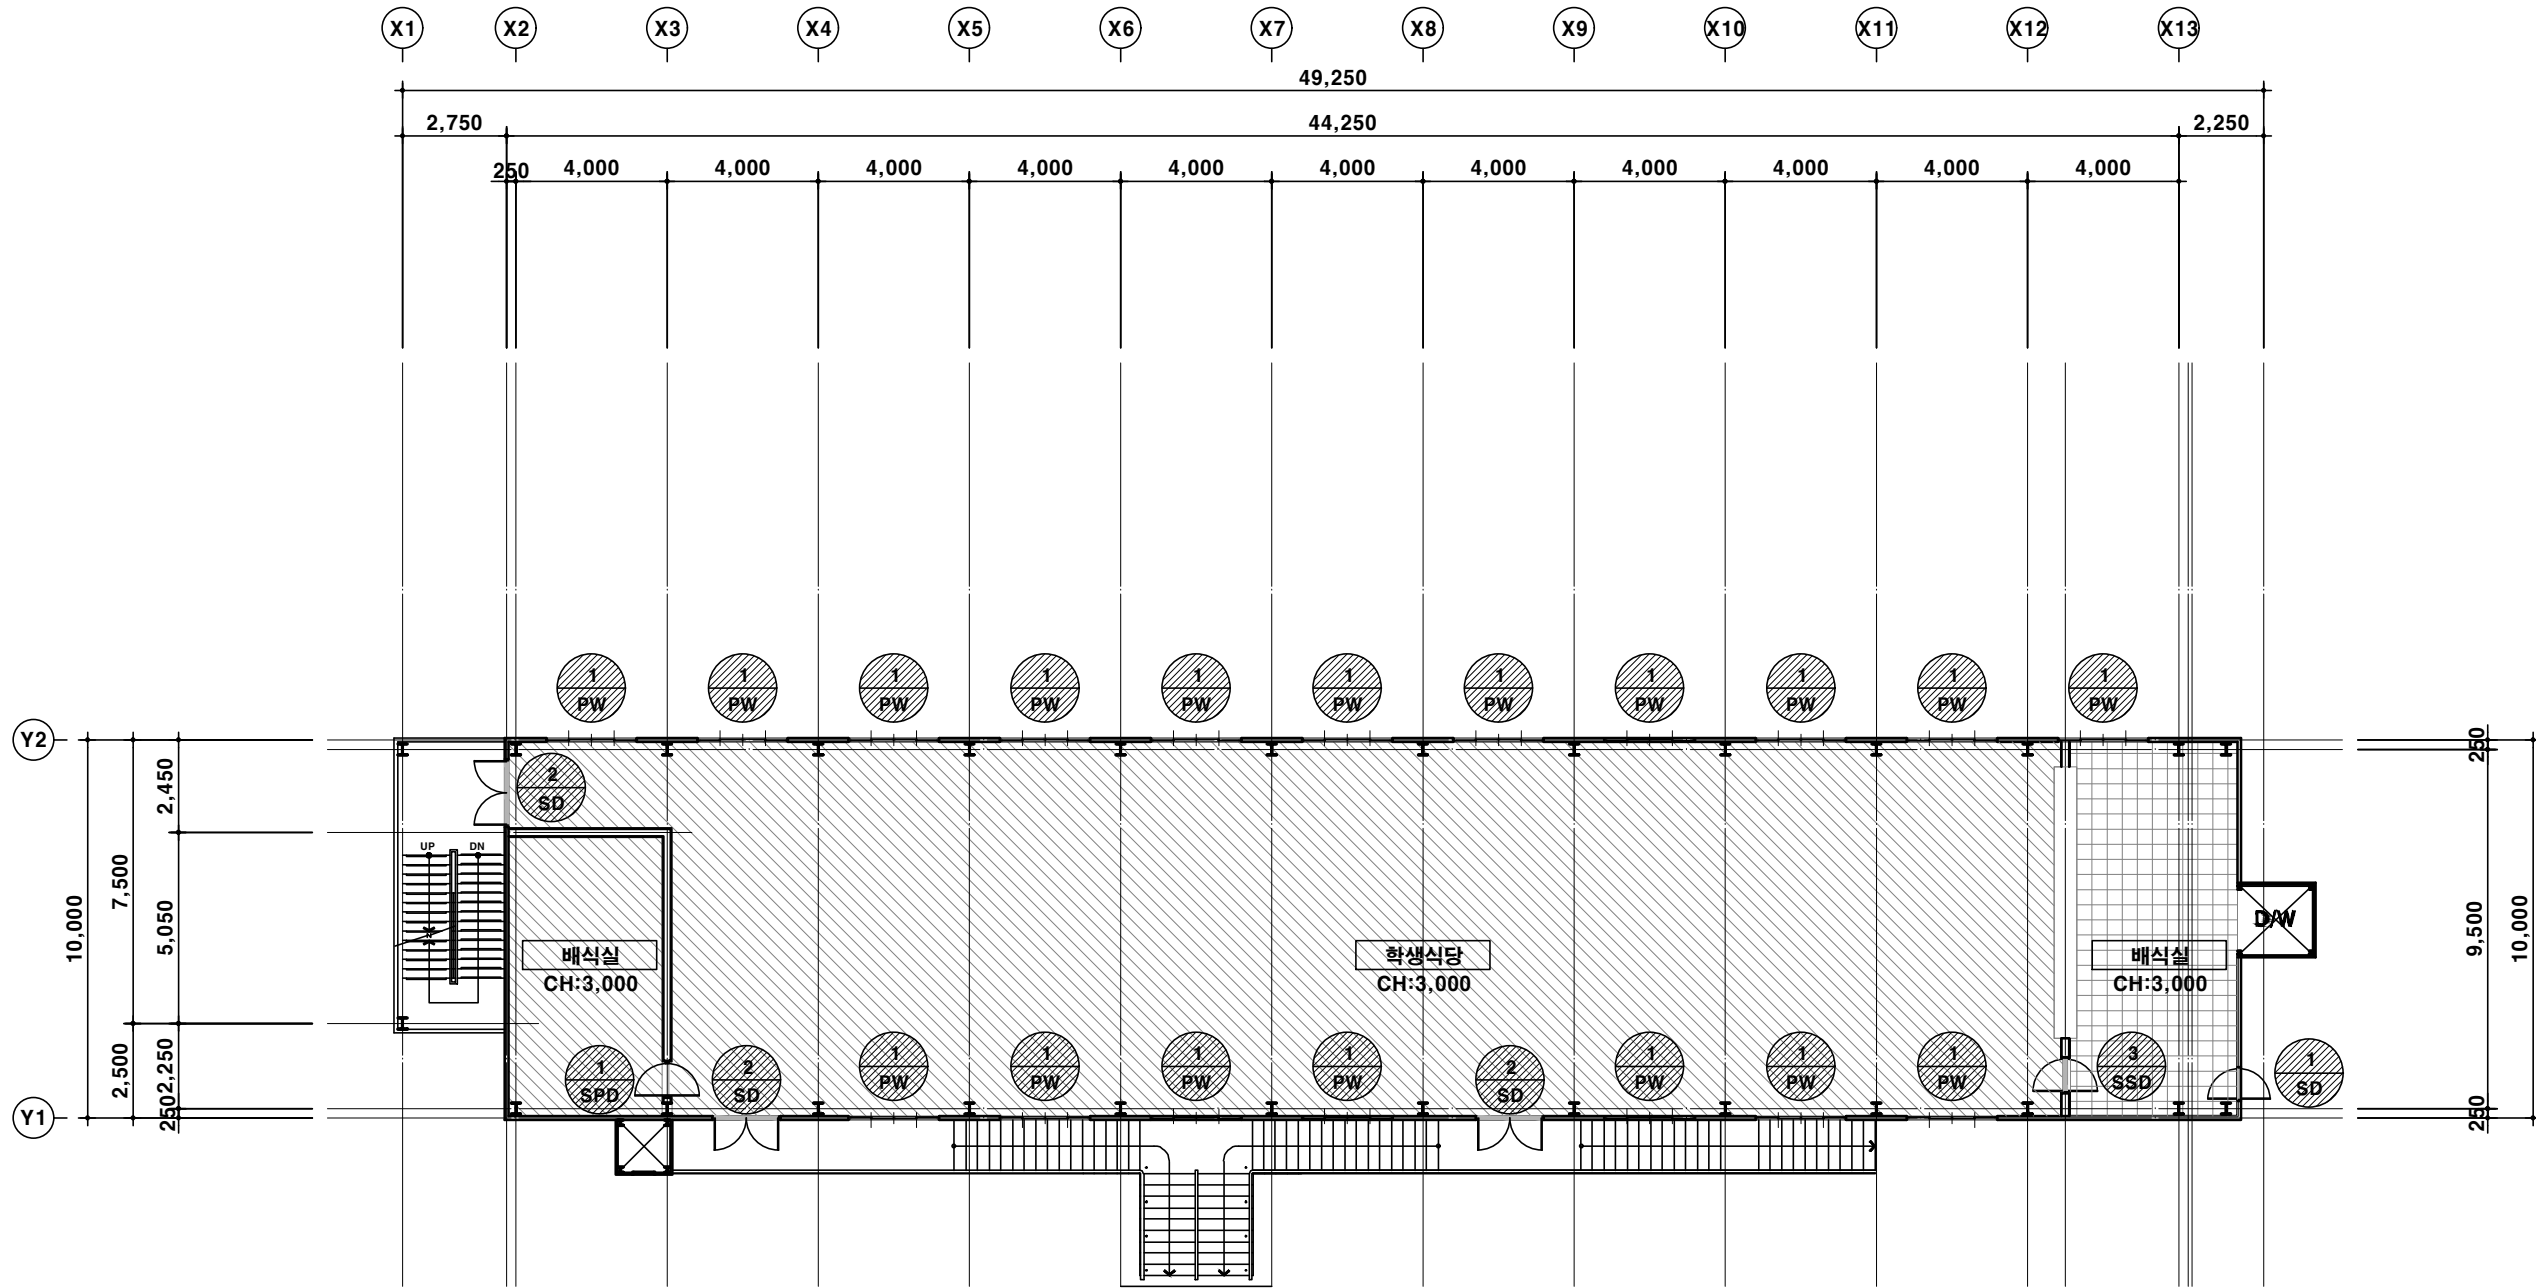 X1 X2 X3 X4 X5 X6 X7 X8 X9 X10 X11 X12 X13
49,250
2,750 44,250 2,250
250 4,000 4,000 4,000 4,000 4,000 4,000 4,000 4,000 4,000 4,000 4,000
1 1 1 1 1 1 1 1 1 1 1
PW PW PW PW PW PW PW PW PW PW PW
Y2
250
2
SD
2,450
UP DN
7,500
5,050
10,000
D/W
9,500
10,000
배식실 학생식당 배식실
CH:3,000 CH:3,000 CH:3,000
2,500
2,250
1 2 1 1 1 1 2 1 1 1 3 1
SPD SD PW PW PW PW SD PW PW PW SSD SD
Y1
250
250